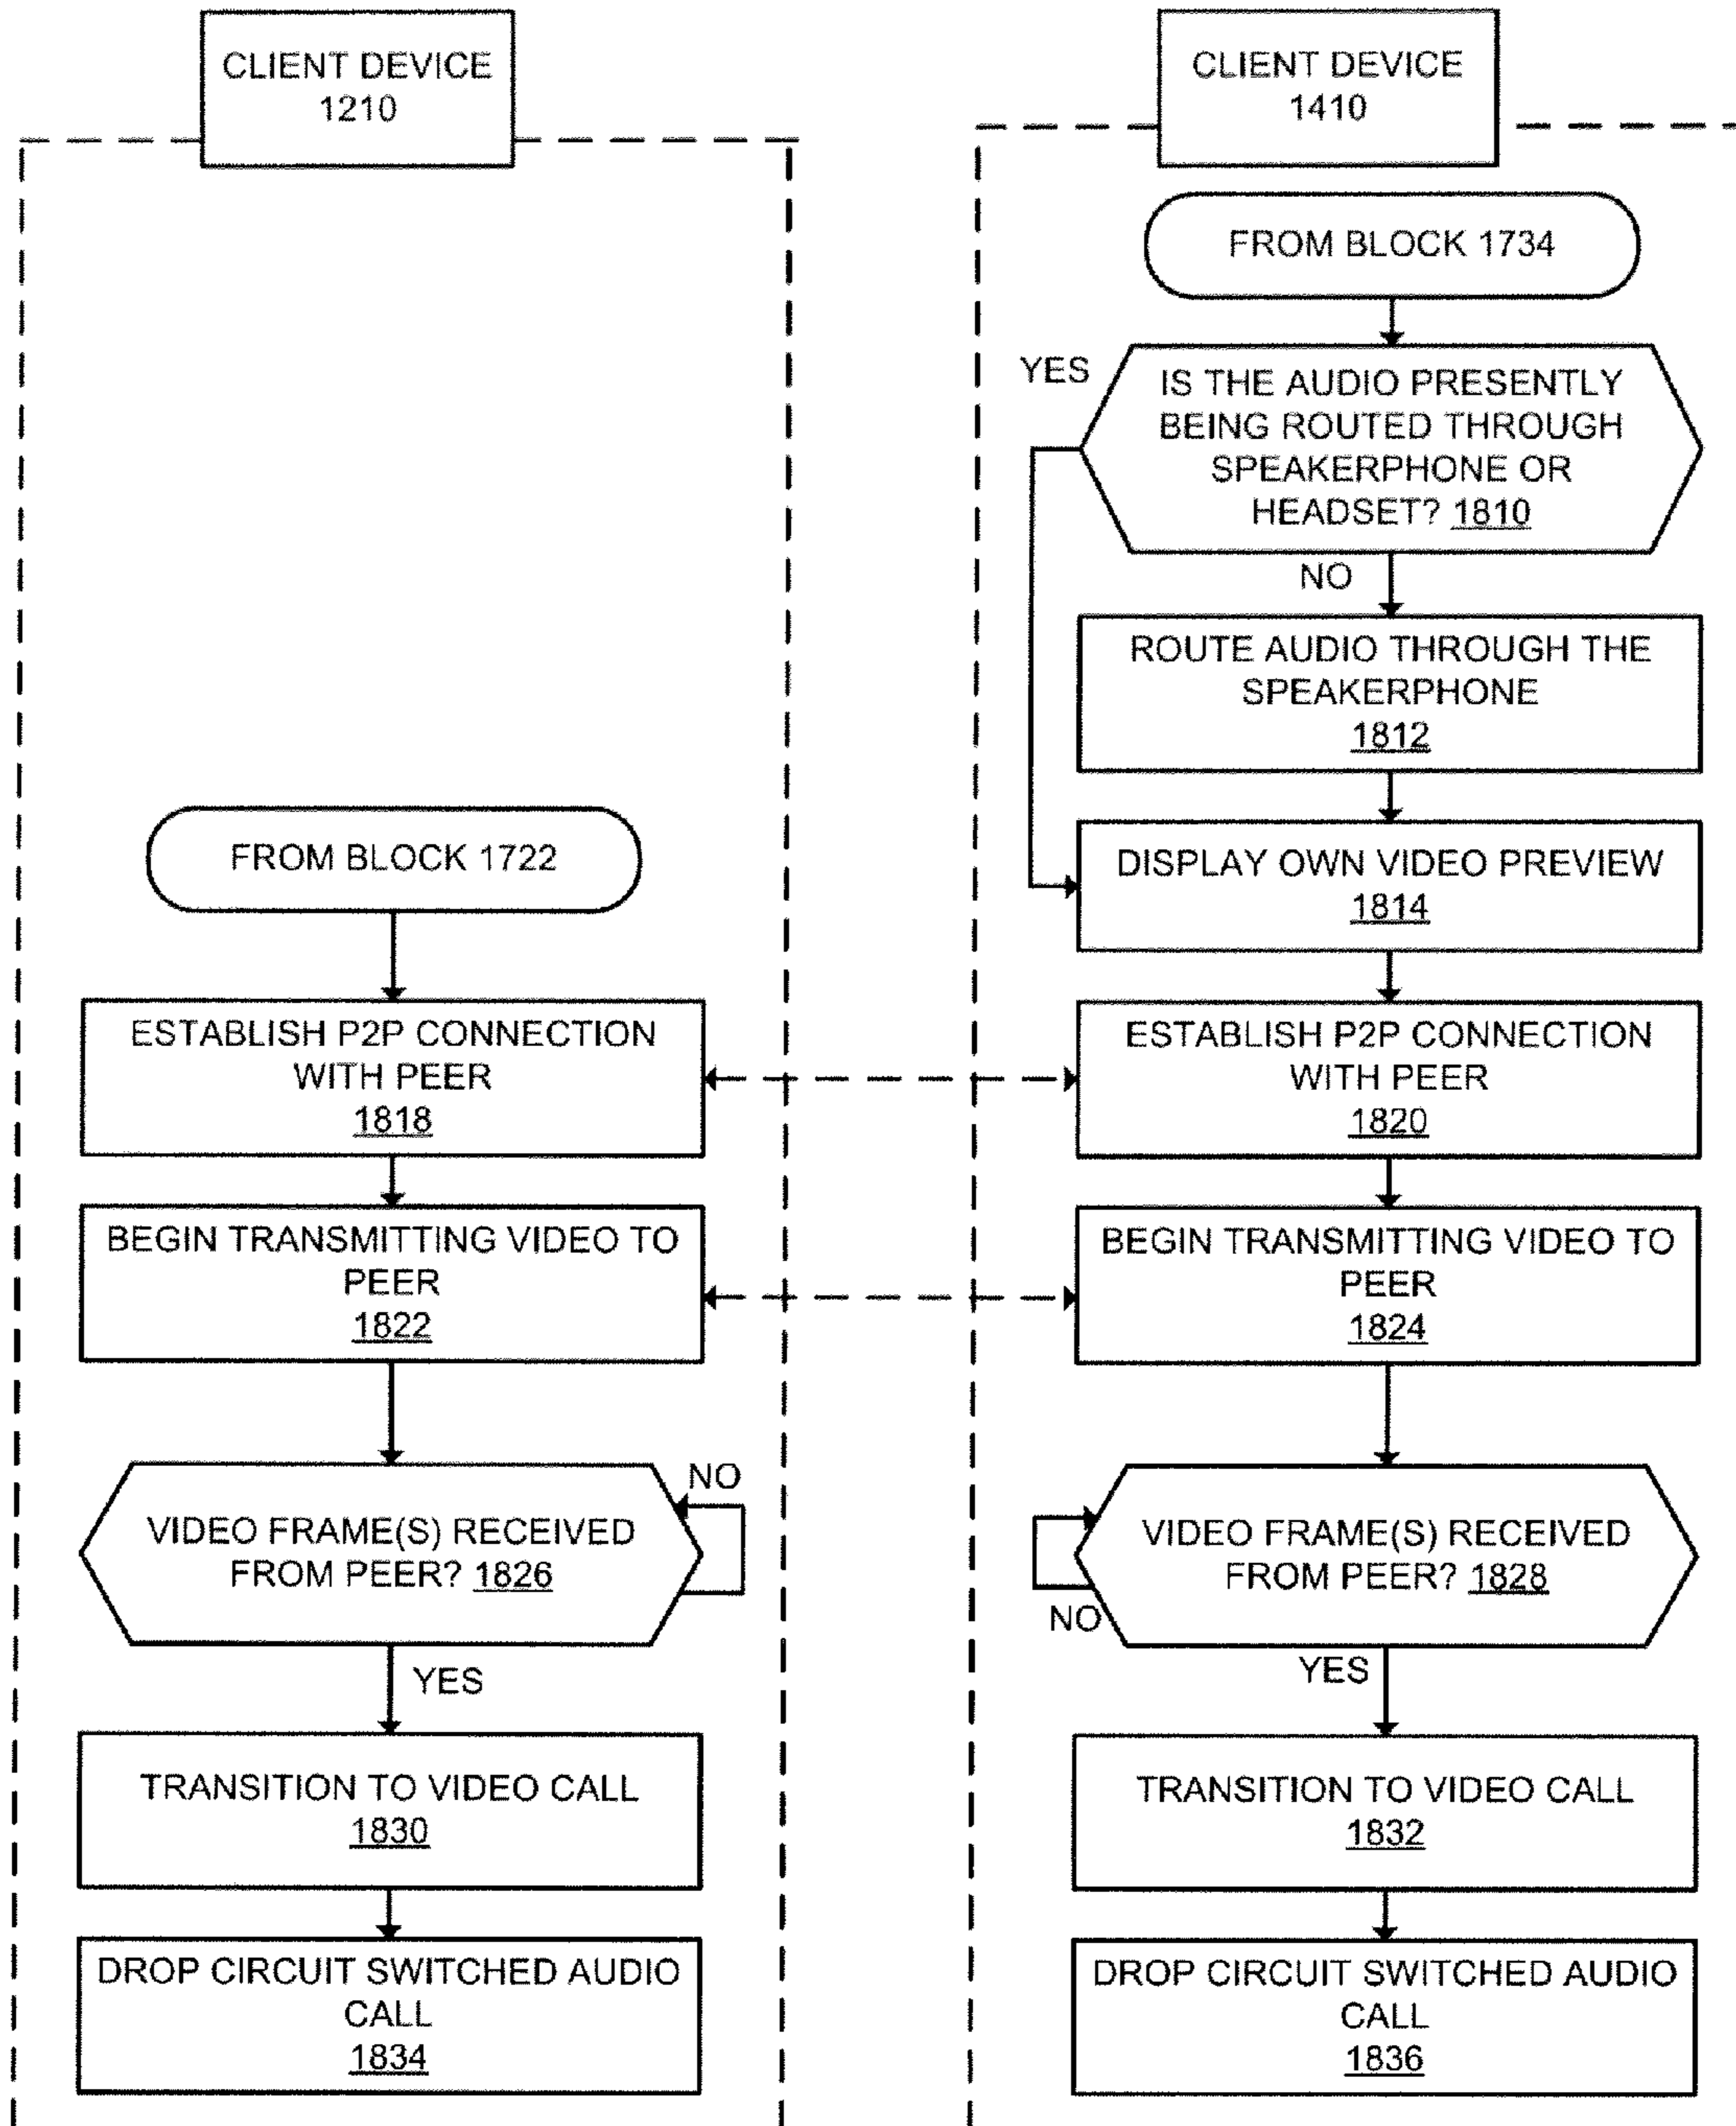 CLIENT DEVICE
1210
FROM BLOCK 1722
ESTABLISH P2P CONNECTION
WITH PEER
1818
BEGIN TRANSMITTING VIDEO TO
PEER
1822
VIDEO FRAME(S) RECEIVED
FROM PEER? 1826
NO
YES
TRANSITION TO VIDEO CALL
1830
DROP CIRCUIT SWITCHED AUDIO
CALL
1834
CLIENT DEVICE
1410
FROM BLOCK 1734
YES
IS THE AUDIO PRESENTLY
BEING ROUTED THROUGH
SPEAKERPHONE OR
HEADSET? 1810
NO
ROUTE AUDIO THROUGH THE
SPEAKERPHONE
1812
DISPLAY OWN VIDEO PREVIEW
1814
ESTABLISH P2P CONNECTION
WITH PEER
1820
BEGIN TRANSMITTING VIDEO TO
PEER
1824
VIDEO FRAME(S) RECEIVED
FROM PEER? 1828
NO
YES
TRANSITION TO VIDEO CALL
1832
DROP CIRCUIT SWITCHED AUDIO
CALL
1836